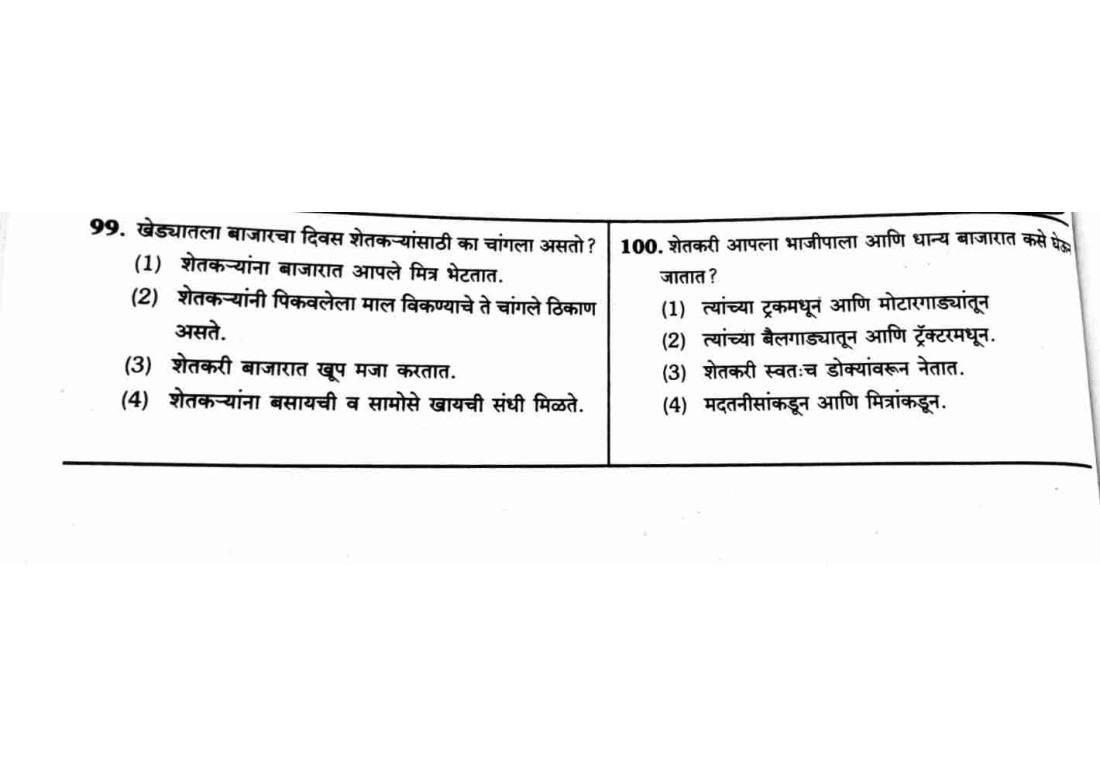 99. खेड्यातला बाजारचा दिवस शेतकऱ्यांसाठी का चांगला असतो?
(1) शेतकऱ्यांना बाजारात आपले मित्र भेटतात.
(2) शेतकऱ्यांनी पिकवलेला माल विकण्याचे ते चांगले ठिकाण
असते.
(3) शेतकरी बाजारात खूप मजा करतात.
(4) शेतकऱ्यांना बसायची व सामोसे खायची संधी मिळते.
100. शेतकरी आपला भाजीपाला आणि धान्य बाजारात कसे घेऊन
जातात?
(1) त्यांच्या ट्रकमधून आणि मोटारगाड्यांतून
(2) त्यांच्या बैलगाड्यातून आणि ट्रॅक्टरमधून.
(3) शेतकरी स्वतःच डोक्यांवरून नेतात.
(4) मदतनीसांकडून आणि मित्रांकडून.